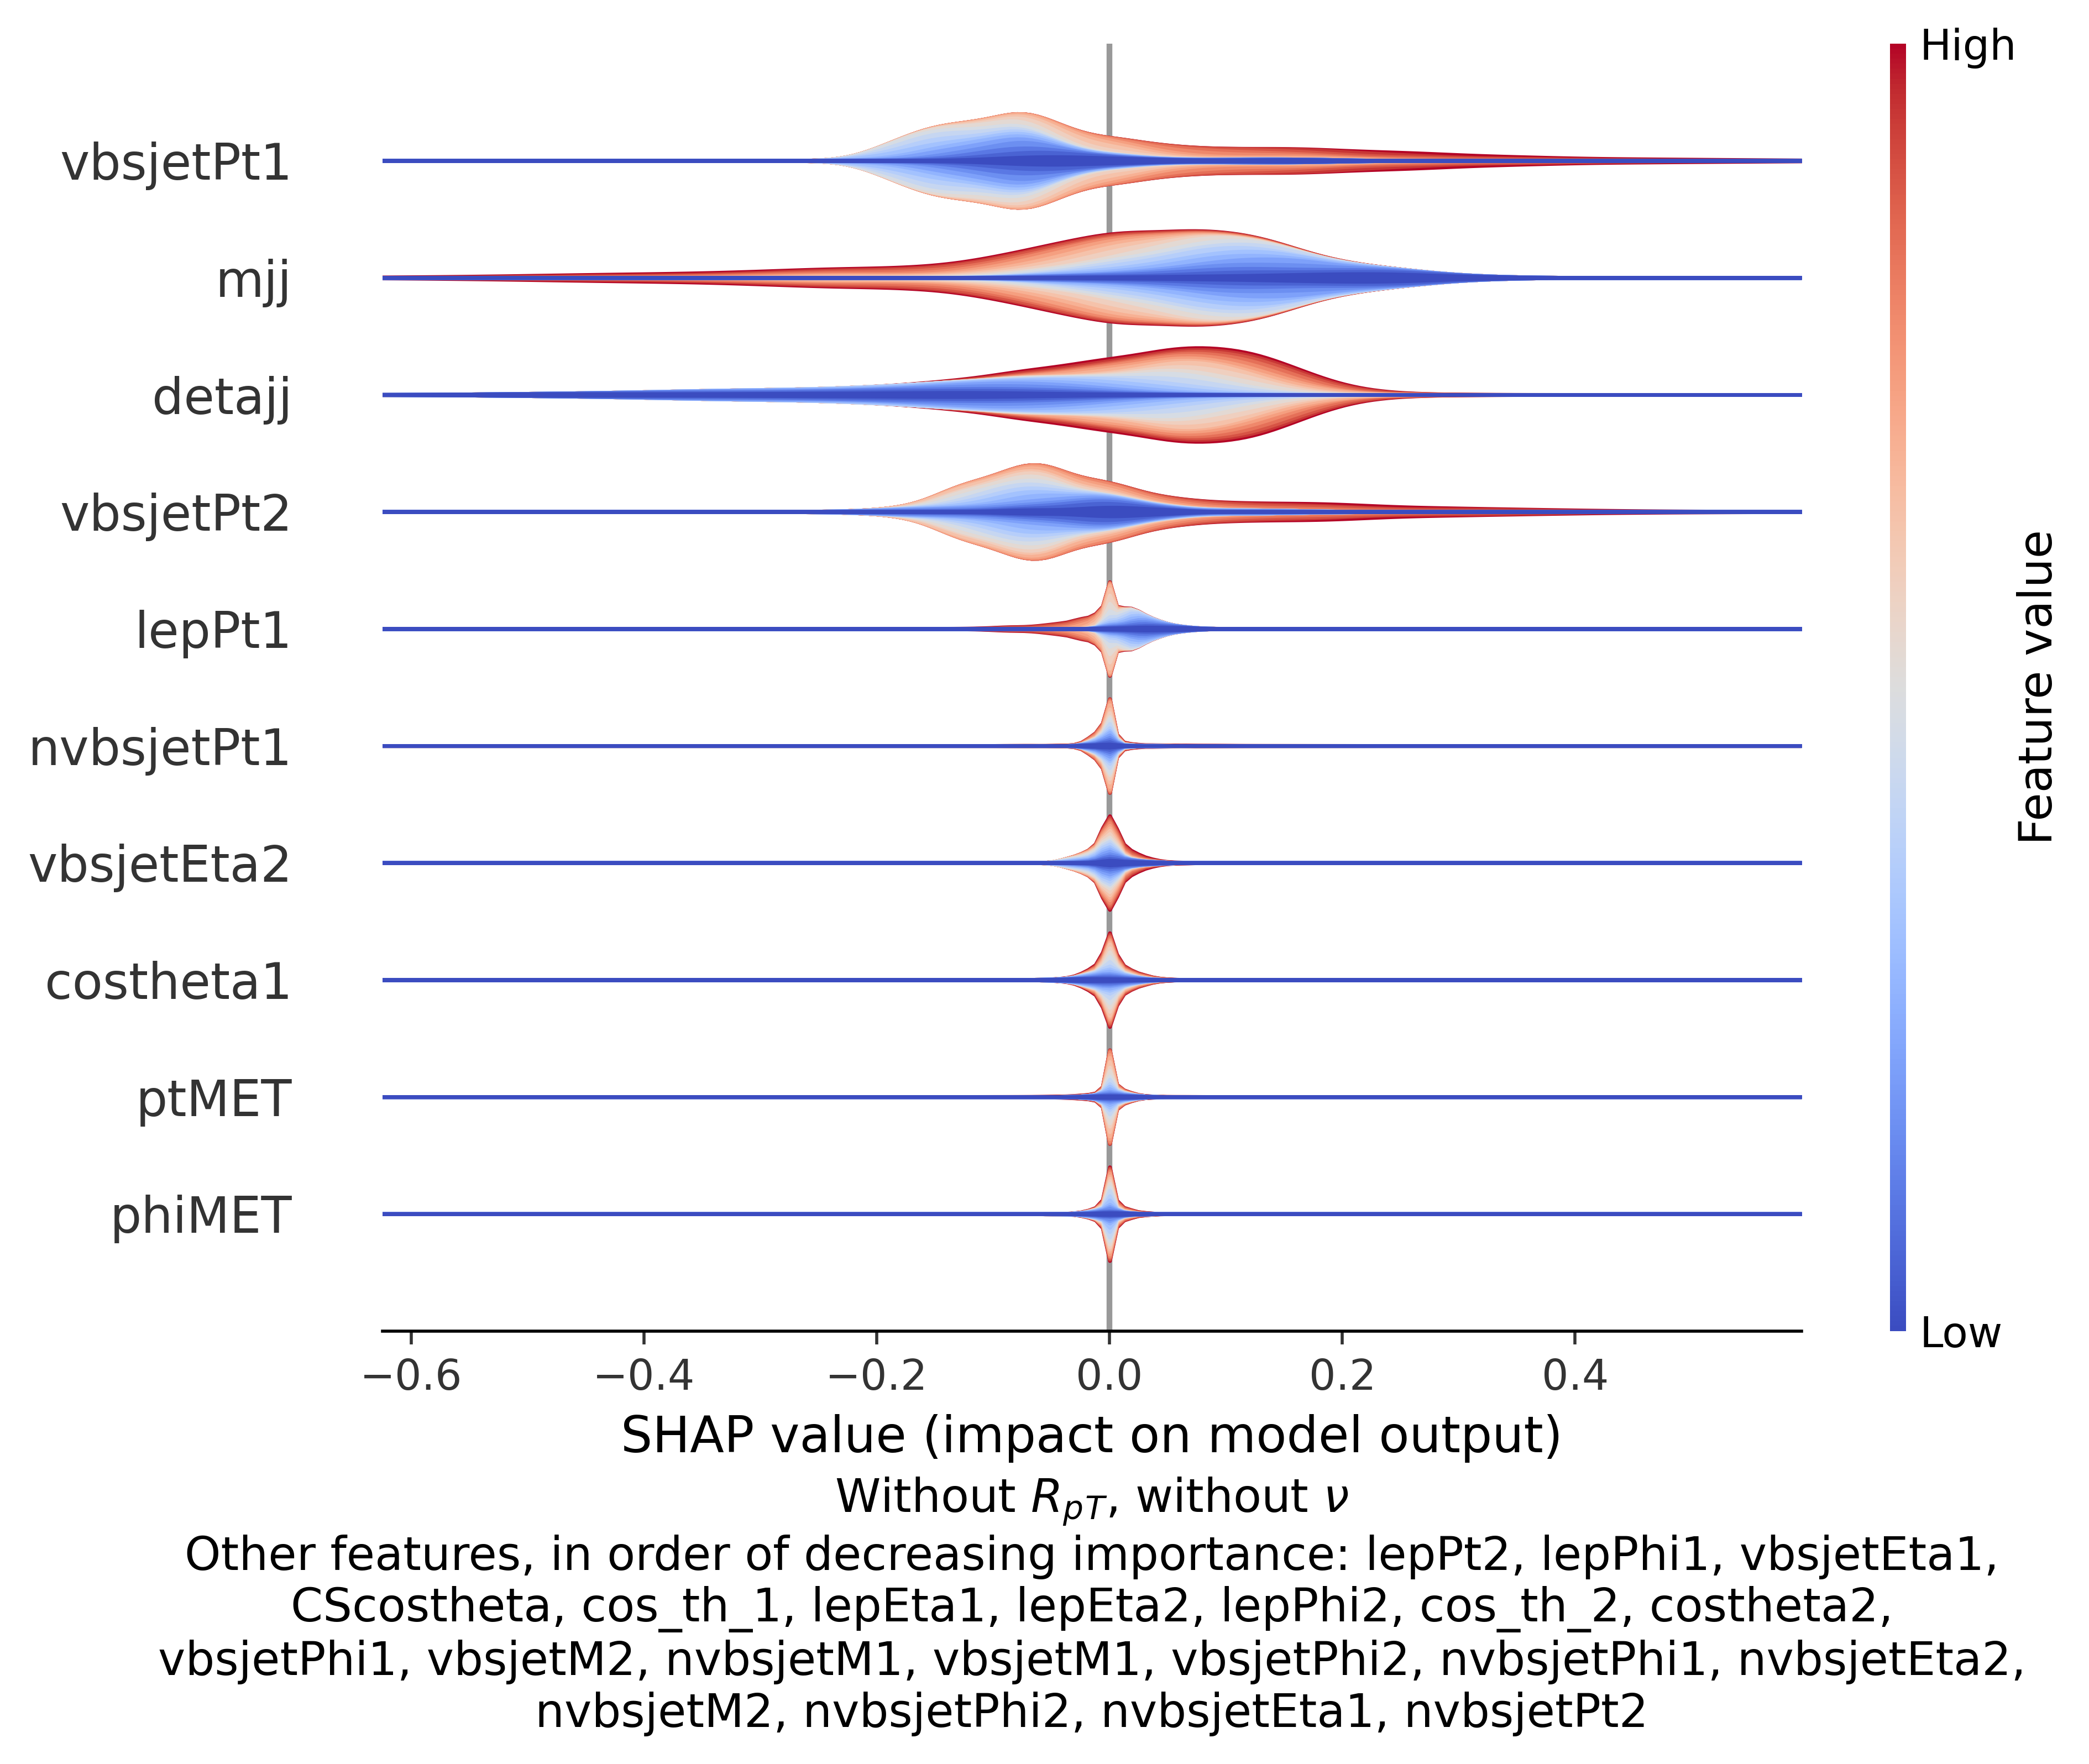 High
vbsjetPt1
mjj
detajj
vbsjetPt2
lepPt1
nvbsjetPt1
vbsjetEta2
costheta1
ptMET
phiMET
Feature value
Low
−0.6 −0.4 −0.2 0.0 0.2 0.4
SHAP value (impact on model output)
Without $R_{pT}$, without ν
Other features, in order of decreasing importance: lepPt2, lepPhi1, vbsjetEta1,
CScostheta, cos_th_1, lepEta1, lepEta2, lepPhi2, cos_th_2, costheta2,
vbsjetPhi1, vbsjetM2, nvbsjetM1, vbsjetM1, vbsjetPhi2, nvbsjetPhi1, nvbsjetEta2,
nvbsjetM2, nvbsjetPhi2, nvbsjetEta1, nvbsjetPt2